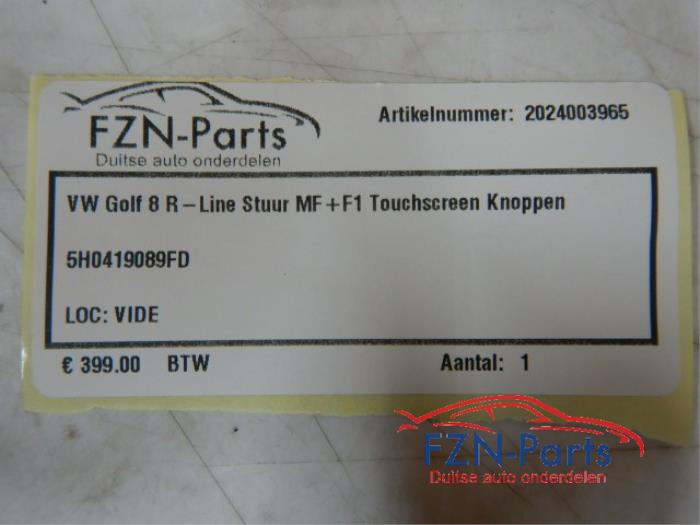 FZN-Parts
Duitse auto onderdelen
Artikelnummer: 2024003965
VW Golf 8 R-Line Stuur MF+F1 Touchscreen Knoppen
5H0419089FD
LOC: VIDE
€ 399.00 BTW Aantal: 1
FZN-Parts
Duitse auto onderdelen